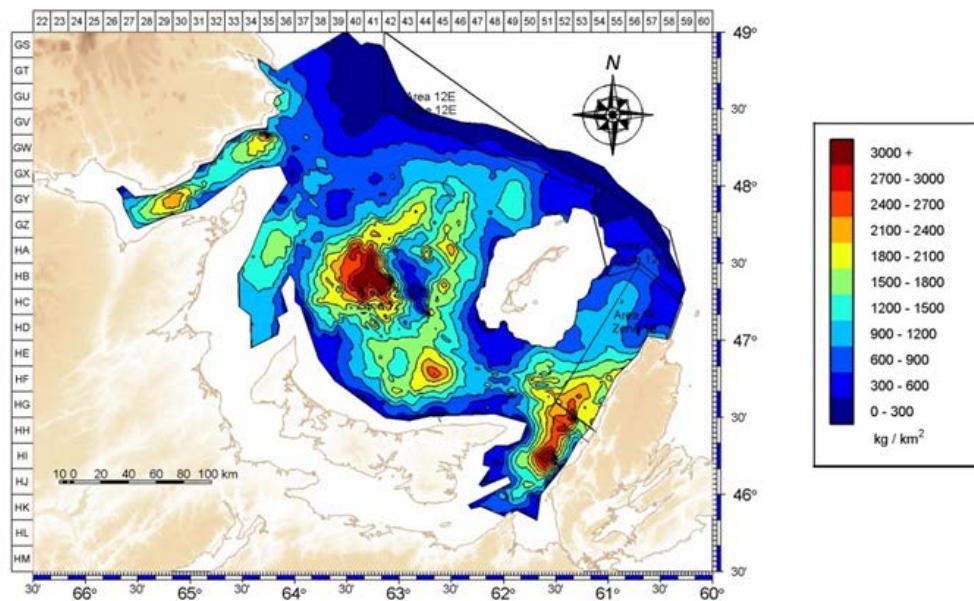 22 23 24 25 26 27 28 29 30 31 32 33 34 35 36 37 38 39 40 41 42 43 44 45 46 47 48 49 50 51 52 53 54 55 56 57 58 59 60
GS
GT
GU
GV
GW
GX
GY
GZ
HA
HB
HC
HD
HE
HF
HG
HH
HI
HJ
HK
HL
HM
Area 12E
12E
N
49°
30'
48°
30'
47°
30'
46°
30'
10 0 20 40 60 80 100 km
30' 66° 30' 65° 30' 64° 30' 63° 30' 62° 30' 61° 30' 60°
3000 +
2700 - 3000
2400 - 2700
2100 - 2400
1800 - 2100
1500 - 1800
1200 - 1500
900 - 1200
600 - 900
300 - 600
0 - 300
kg / km²